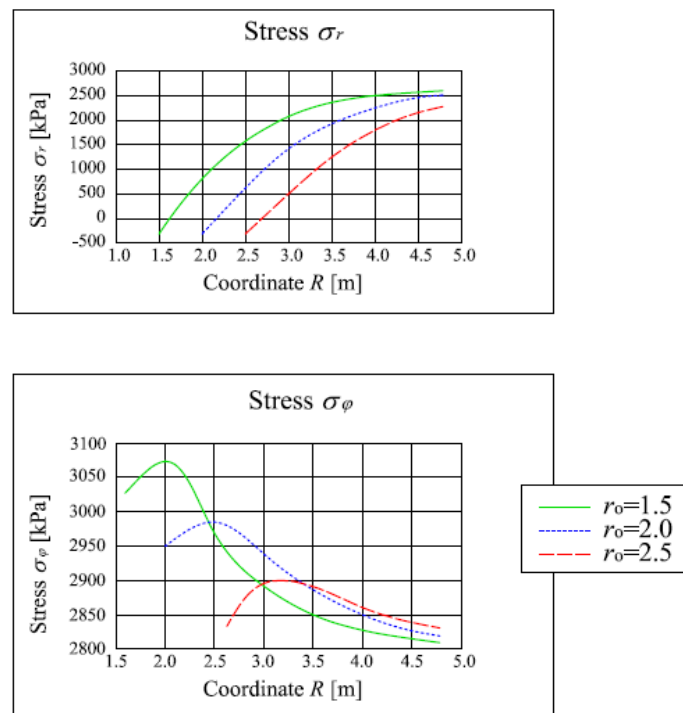 Stress σr
3000
2500
2000
1500
1000
500
0
-500
Stress σr [kPa]
1.0 1.5 2.0 2.5 3.0 3.5 4.0 4.5 5.0
Coordinate R [m]
Stress σφ
3100
3050
3000
2950
2900
2850
2800
Stress σφ [kPa]
1.5 2.0 2.5 3.0 3.5 4.0 4.5 5.0
Coordinate R [m]
ro=1.5
ro=2.0
ro=2.5